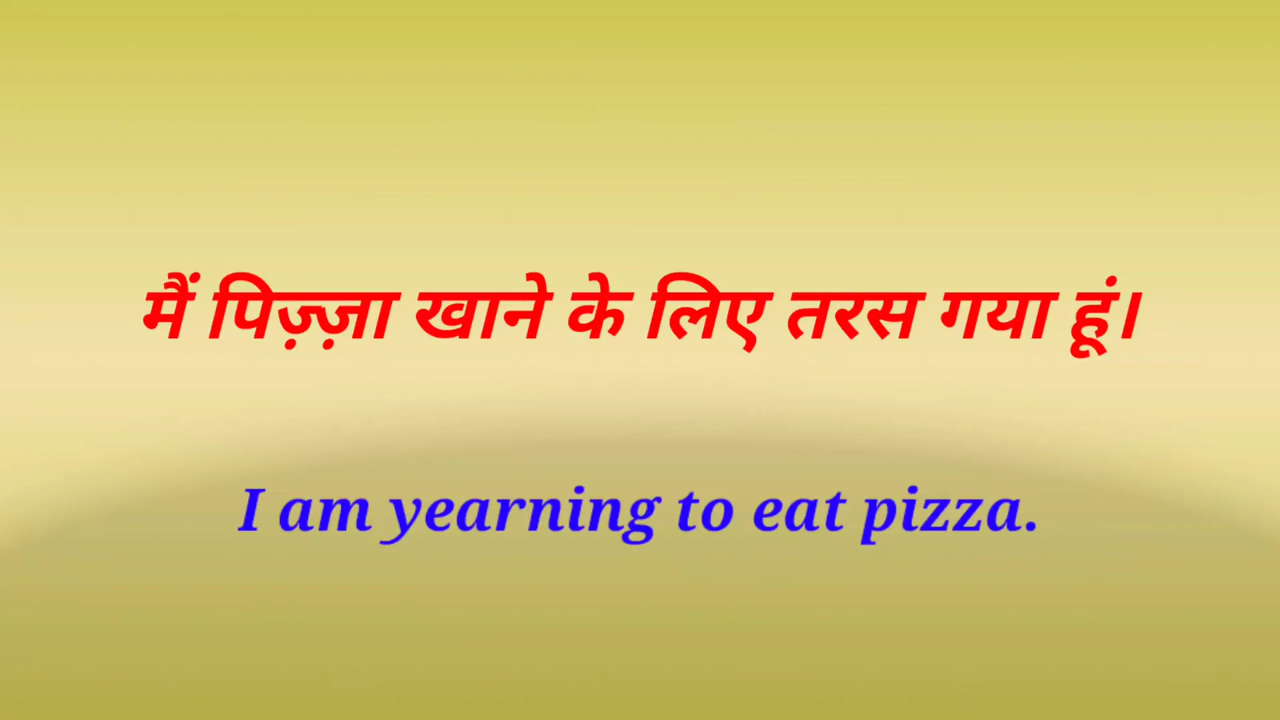 मैं पिज़्ज़ा खाने के लिए तरस गया हूं।
I am yearning to eat pizza.